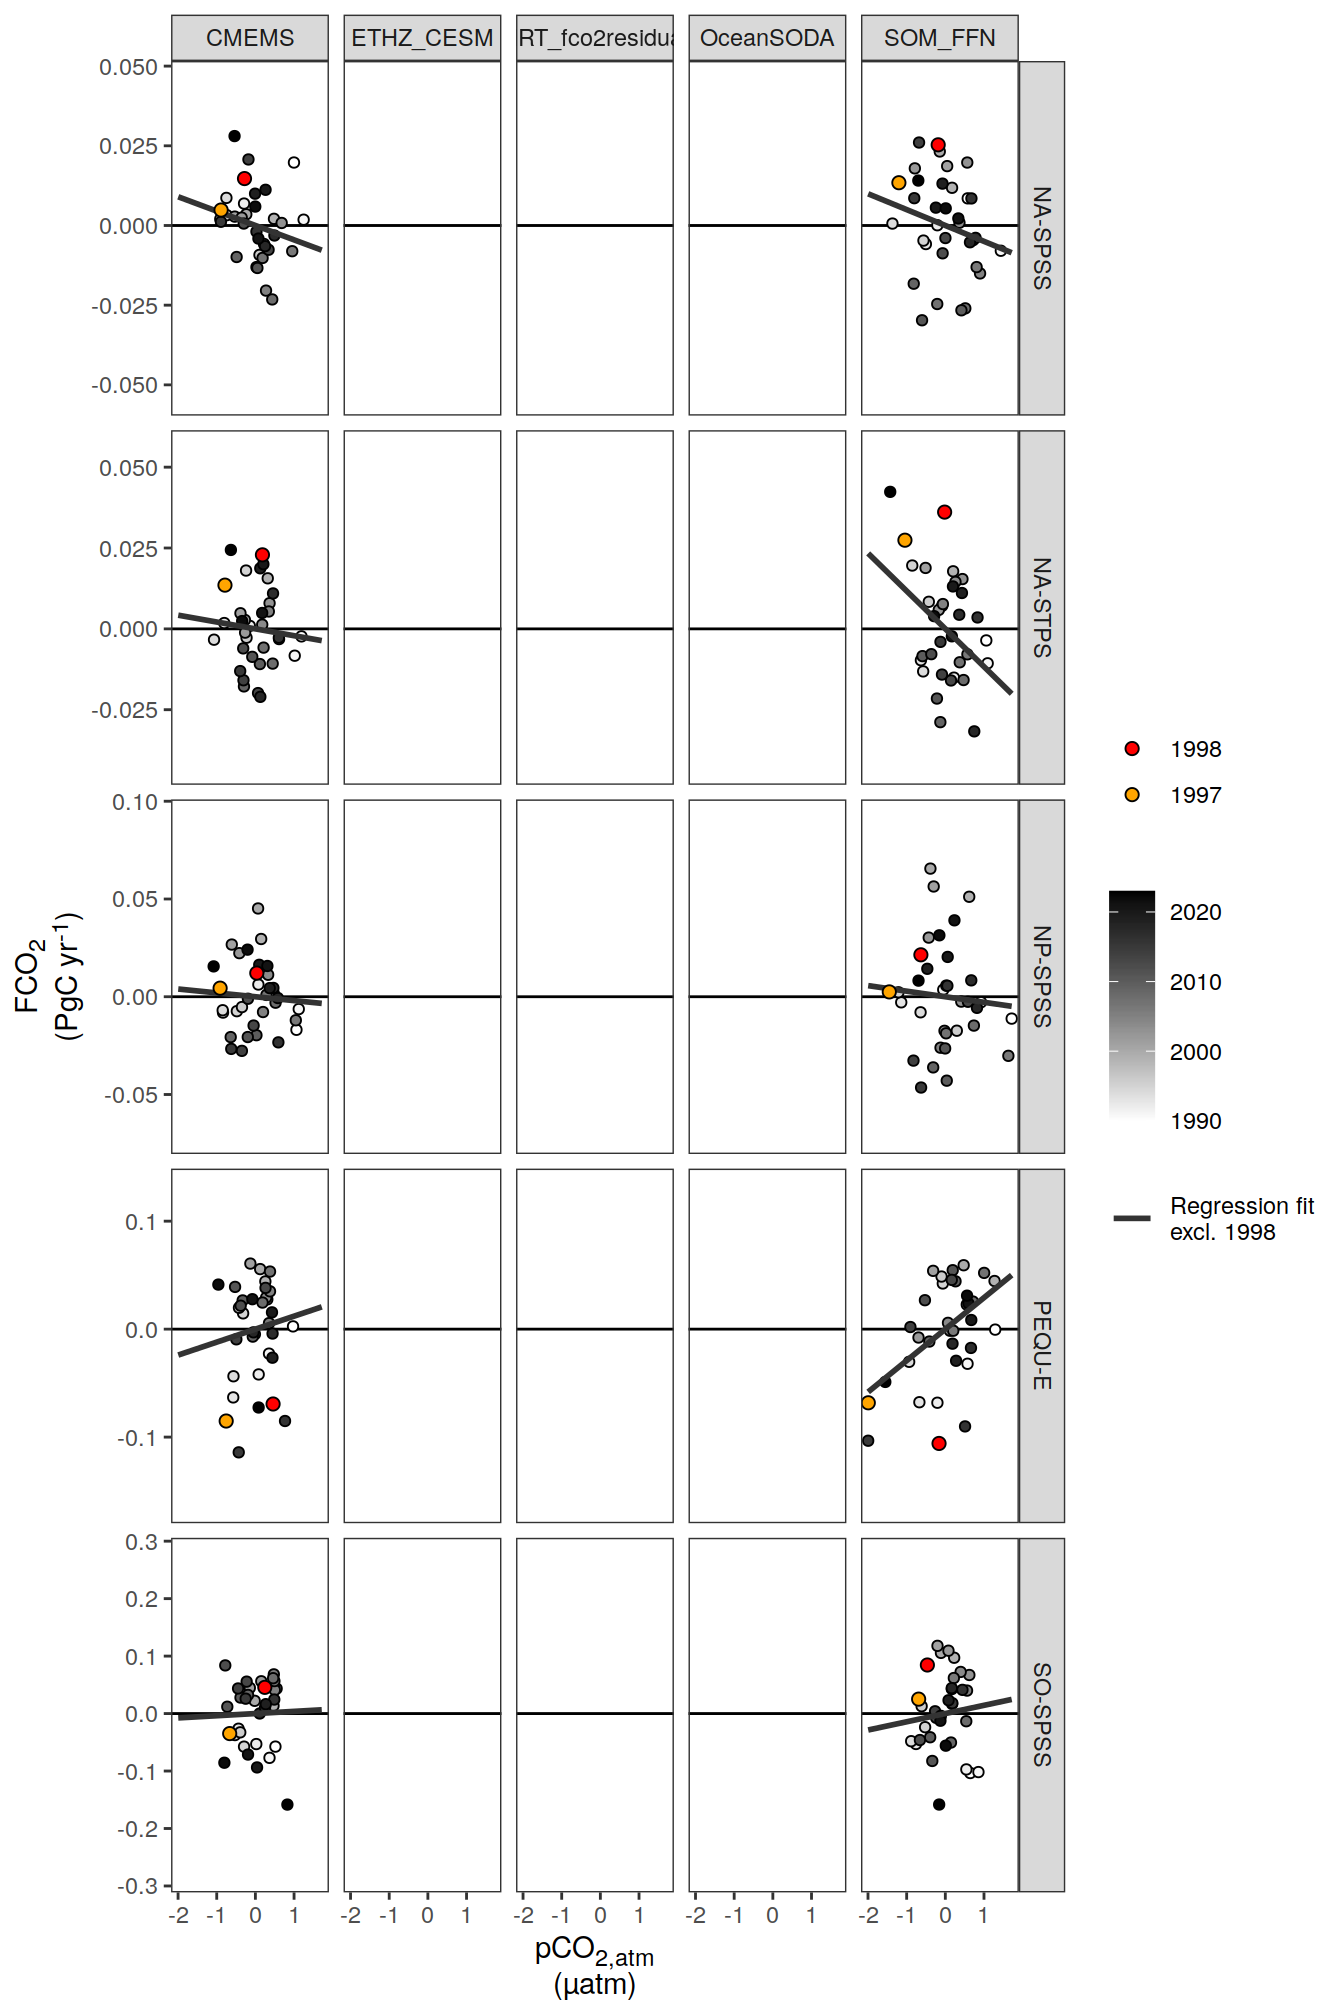 CMEMS ETHZ_CESM RT_fco2residua OceanSODA SOM_FFN
0.050
0.025
0.000
-0.025
-0.050
NA-SPSS
0.050
0.025
0.000
-0.025
NA-STPS
0.10
0.05
0.00
-0.05
NP-SPSS
0.1
0.0
-0.1
PEQU-E
0.3
0.2
0.1
0.0
-0.1
-0.2
-0.3
SO-SPSS
-2 -1 0 1 -2 -1 0 1 -2 -1 0 1 -2 -1 0 1 -2 -1 0 1
pCO2,atm
(µatm)
FCO2
(PgC yr-1)
1998
1997
2020
2010
2000
1990
Regression fit
excl. 1998